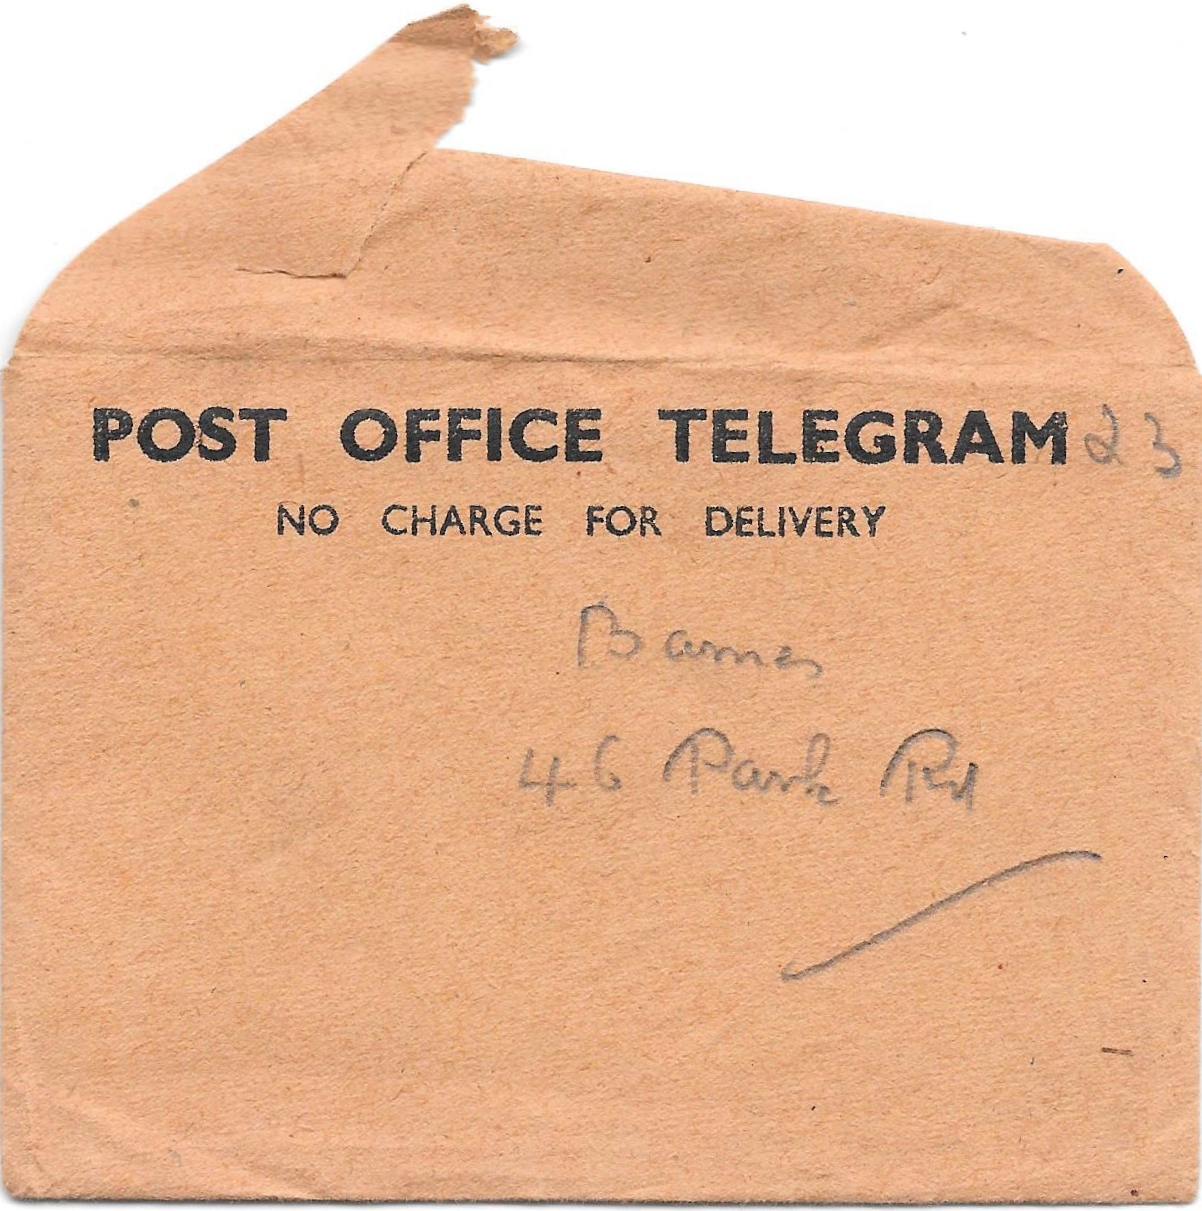 POST OFFICE TELEGRAM 23
NO CHARGE FOR DELIVERY
Barnes
46 Park Rd